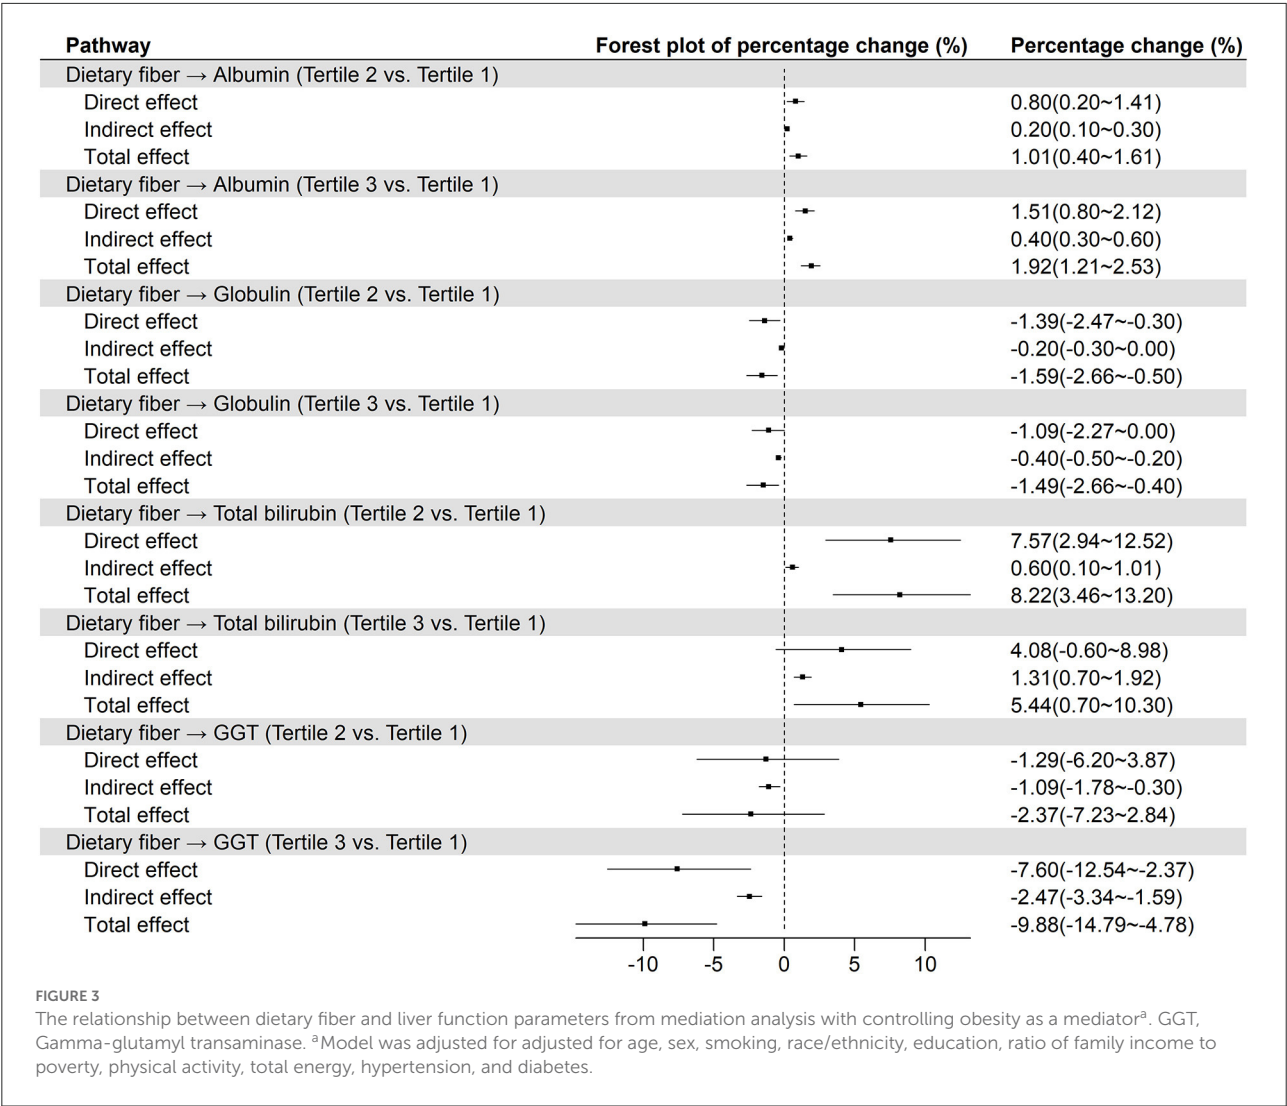 Pathway Forest plot of percentage change (%) Percentage change (%)
Dietary fiber → Albumin (Tertile 2 vs. Tertile 1)
Direct effect 0.80(0.20~1.41)
Indirect effect 0.20(0.10~0.30)
Total effect 1.01(0.40~1.61)
Dietary fiber → Albumin (Tertile 3 vs. Tertile 1)
Direct effect 1.51(0.80~2.12)
Indirect effect 0.40(0.30~0.60)
Total effect 1.92(1.21~2.53)
Dietary fiber → Globulin (Tertile 2 vs. Tertile 1)
Direct effect -1.39(-2.47~-0.30)
Indirect effect -0.20(-0.30~0.00)
Total effect -1.59(-2.66~-0.50)
Dietary fiber → Globulin (Tertile 3 vs. Tertile 1)
Direct effect -1.09(-2.27~0.00)
Indirect effect -0.40(-0.50~-0.20)
Total effect -1.49(-2.66~-0.40)
Dietary fiber → Total bilirubin (Tertile 2 vs. Tertile 1)
Direct effect 7.57(2.94~12.52)
Indirect effect 0.60(0.10~1.01)
Total effect 8.22(3.46~13.20)
Dietary fiber → Total bilirubin (Tertile 3 vs. Tertile 1)
Direct effect 4.08(-0.60~8.98)
Indirect effect 1.31(0.70~1.92)
Total effect 5.44(0.70~10.30)
Dietary fiber → GGT (Tertile 2 vs. Tertile 1)
Direct effect -1.29(-6.20~3.87)
Indirect effect -1.09(-1.78~-0.30)
Total effect -2.37(-7.23~2.84)
Dietary fiber → GGT (Tertile 3 vs. Tertile 1)
Direct effect -7.60(-12.54~-2.37)
Indirect effect -2.47(-3.34~-1.59)
Total effect -9.88(-14.79~-4.78)
-10 -5 0 5 10
FIGURE 3
The relationship between dietary fiber and liver function parameters from mediation analysis with controlling obesity as a mediatorᵃ. GGT,
Gamma-glutamyl transaminase. ᵃModel was adjusted for adjusted for age, sex, smoking, race/ethnicity, education, ratio of family income to
poverty, physical activity, total energy, hypertension, and diabetes.